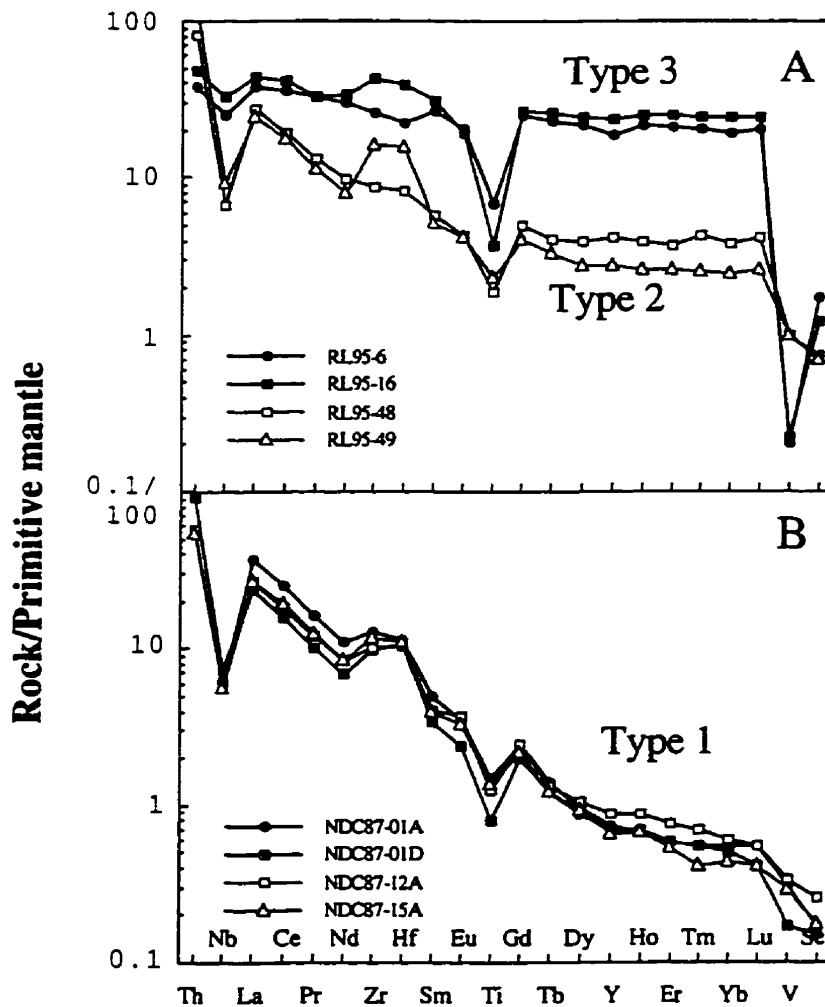 Rock/Primitive mantle
100
10
1
0.1/
A
Type 3
Type 2
RL95-6
RL95-16
RL95-48
RL95-49
100
10
1
0.1
B
Type 1
NDC87-01A
NDC87-01D
NDC87-12A
NDC87-15A
Nb Ce Nd Hf Eu Gd Dy Ho Tm Lu Sc
Th La Pr Zr Sm Ti Tb Y Er Yb V